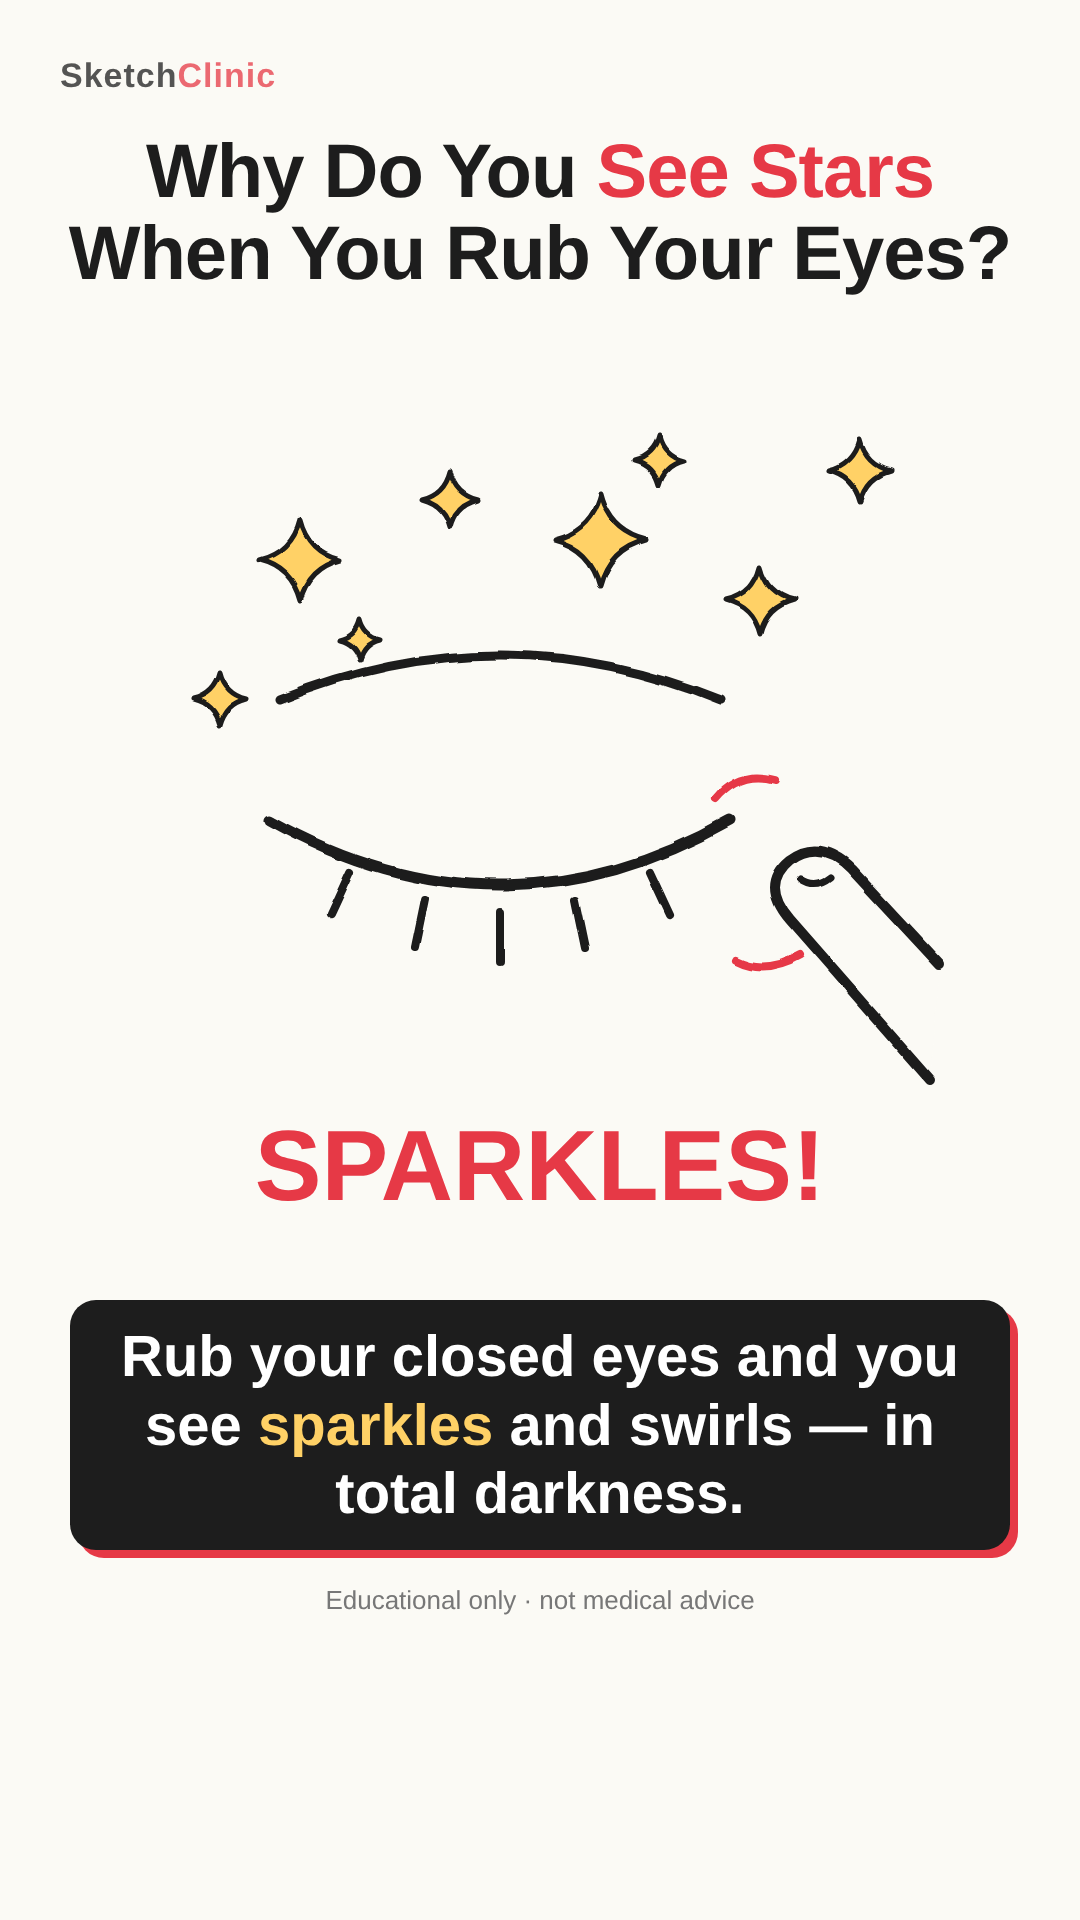 SketchClinic
Why Do You See Stars
When You Rub Your Eyes?
SPARKLES!
Rub your closed eyes and you
see sparkles and swirls — in
total darkness.
Educational only · not medical advice